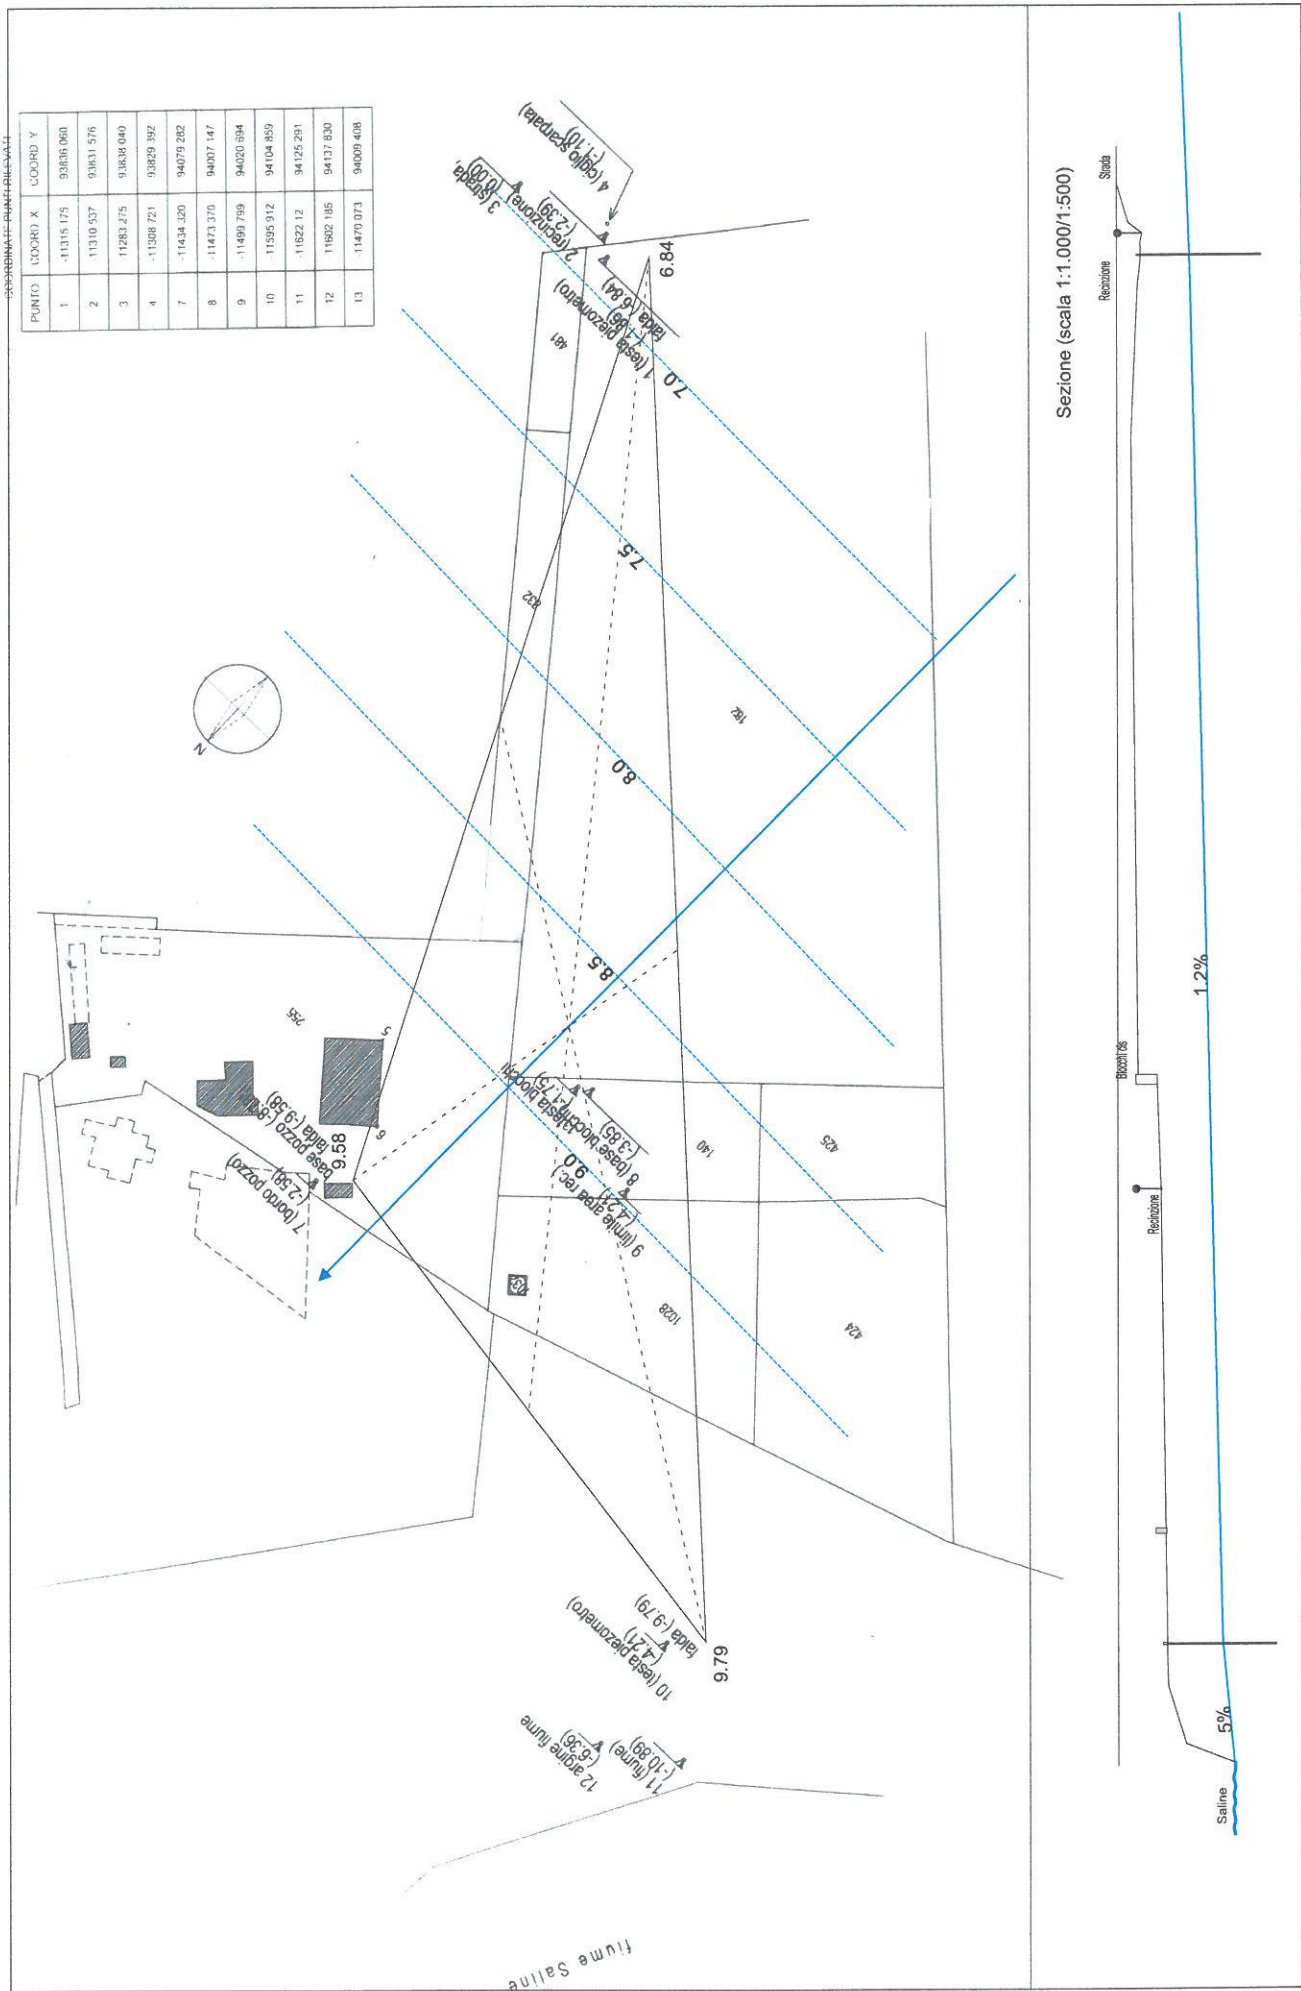 COORDINATE PUNTI RILEVATI
PUNTO COORD X COORD Y
1 -11315 175 93836 060
2 11310 537 93831 576
3 11283 275 93838 040
4 -11308 721 93829 392
7 -11434 320 94079 282
8 -11473 370 94007 147
9 -11499 799 94020 694
10 -11595 912 94104 859
11 -11622 12 94125 291
12 11602 185 94137 830
13 -11470 073 94009 408
N
4 (ciglio scarpata)
(-1.10)
3 (strada)
(0.00)
2 (recinzione)
(-2.39)
1 (testa piezometro)
falda (-6.84)
6.84
481
832
182
7.0
7.5
8.0
8.5
9.0
255
5
6
9.58
7 (bordo pozzo)
(-2.58)
base pozzo
falda (-9.58)
13 (testa blocchi)
(-1.75)
8 (base blocchi)
(-3.85)
9 (limite area rec.)
(-4.21)
140
425
424
1028
10 (testa piezometro)
(-4.21)
falda (-9.79)
9.79
12 argine fiume
(-6.36)
11 (fiume)
(-10.89)
fiume Saline
Sezione (scala 1:1.000/1:500)
Strada
Recinzione
Blocchi cls
Recinzione
1.2%
5%
Saline